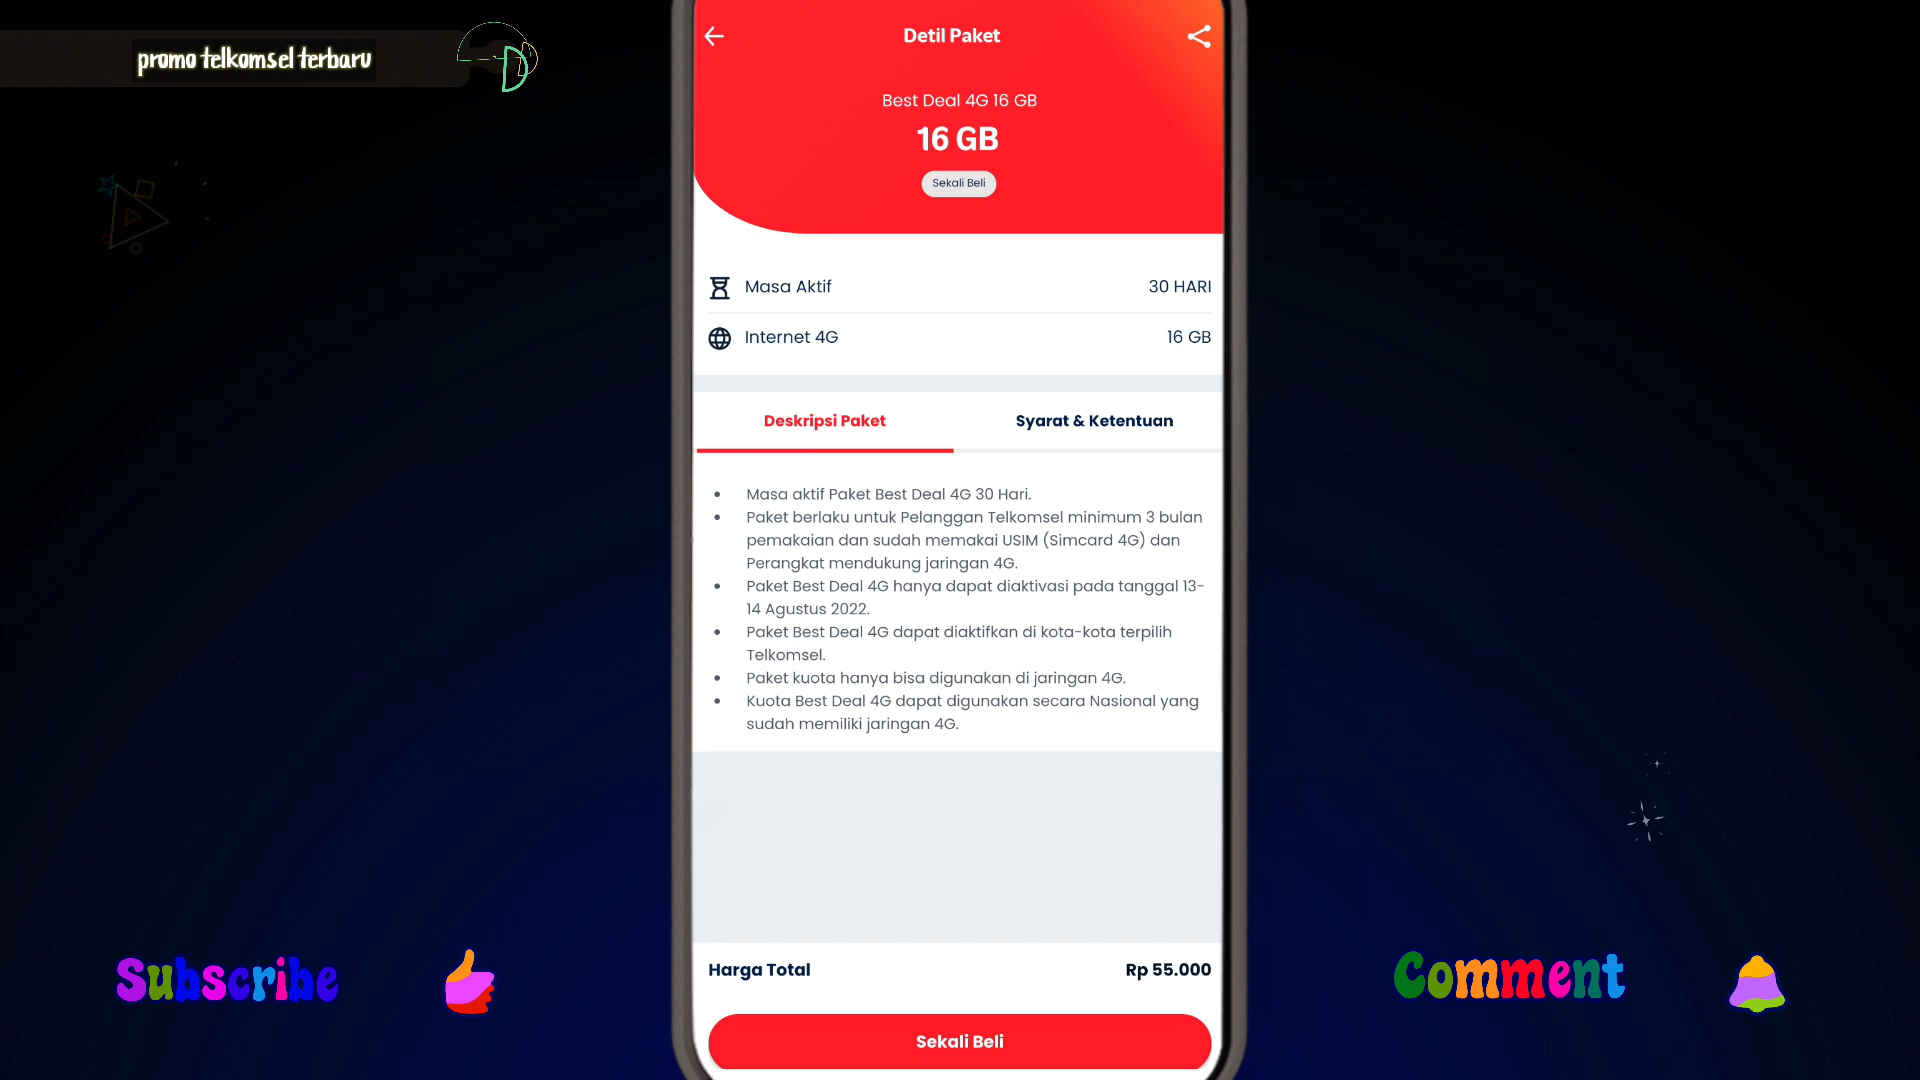 promo telkomsel terbaru
Detil Paket
Best Deal 4G 16 GB
16 GB
Sekali Beli
Masa Aktif 30 HARI
Internet 4G 16 GB
Deskripsi Paket Syarat & Ketentuan
• Masa aktif Paket Best Deal 4G 30 Hari.
• Paket berlaku untuk Pelanggan Telkomsel minimum 3 bulan
pemakaian dan sudah memakai USIM (Simcard 4G) dan
Perangkat mendukung jaringan 4G.
• Paket Best Deal 4G hanya dapat diaktivasi pada tanggal 13-
14 Agustus 2022.
• Paket Best Deal 4G dapat diaktifkan di kota-kota terpilih
Telkomsel.
• Paket kuota hanya bisa digunakan di jaringan 4G.
• Kuota Best Deal 4G dapat digunakan secara Nasional yang
sudah memiliki jaringan 4G.
Harga Total Rp 55.000
Sekali Beli
Subscribe
Comment